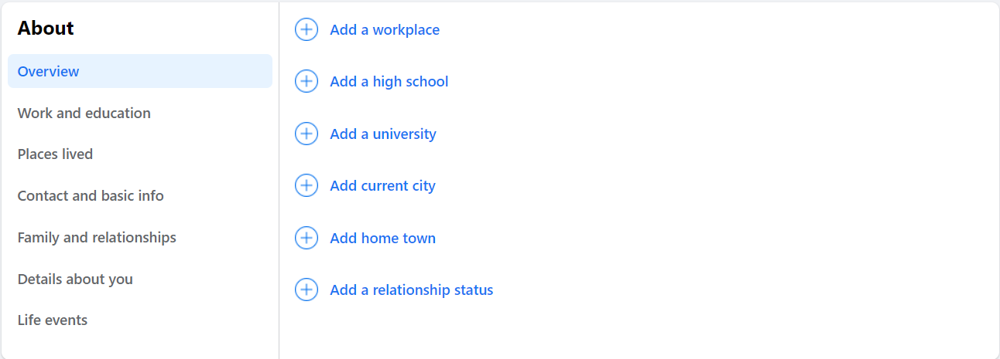 About
Overview
Work and education
Places lived
Contact and basic info
Family and relationships
Details about you
Life events
Add a workplace
Add a high school
Add a university
Add current city
Add home town
Add a relationship status